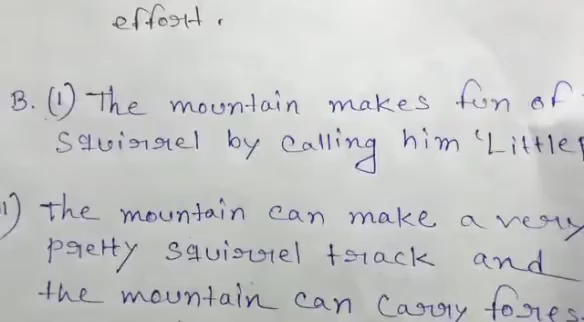 effort.
B. (1) The mountain makes fun of
squirrel by calling him 'Little
1) the mountain can make a very
pretty squirrel track and
the mountain can carry fores